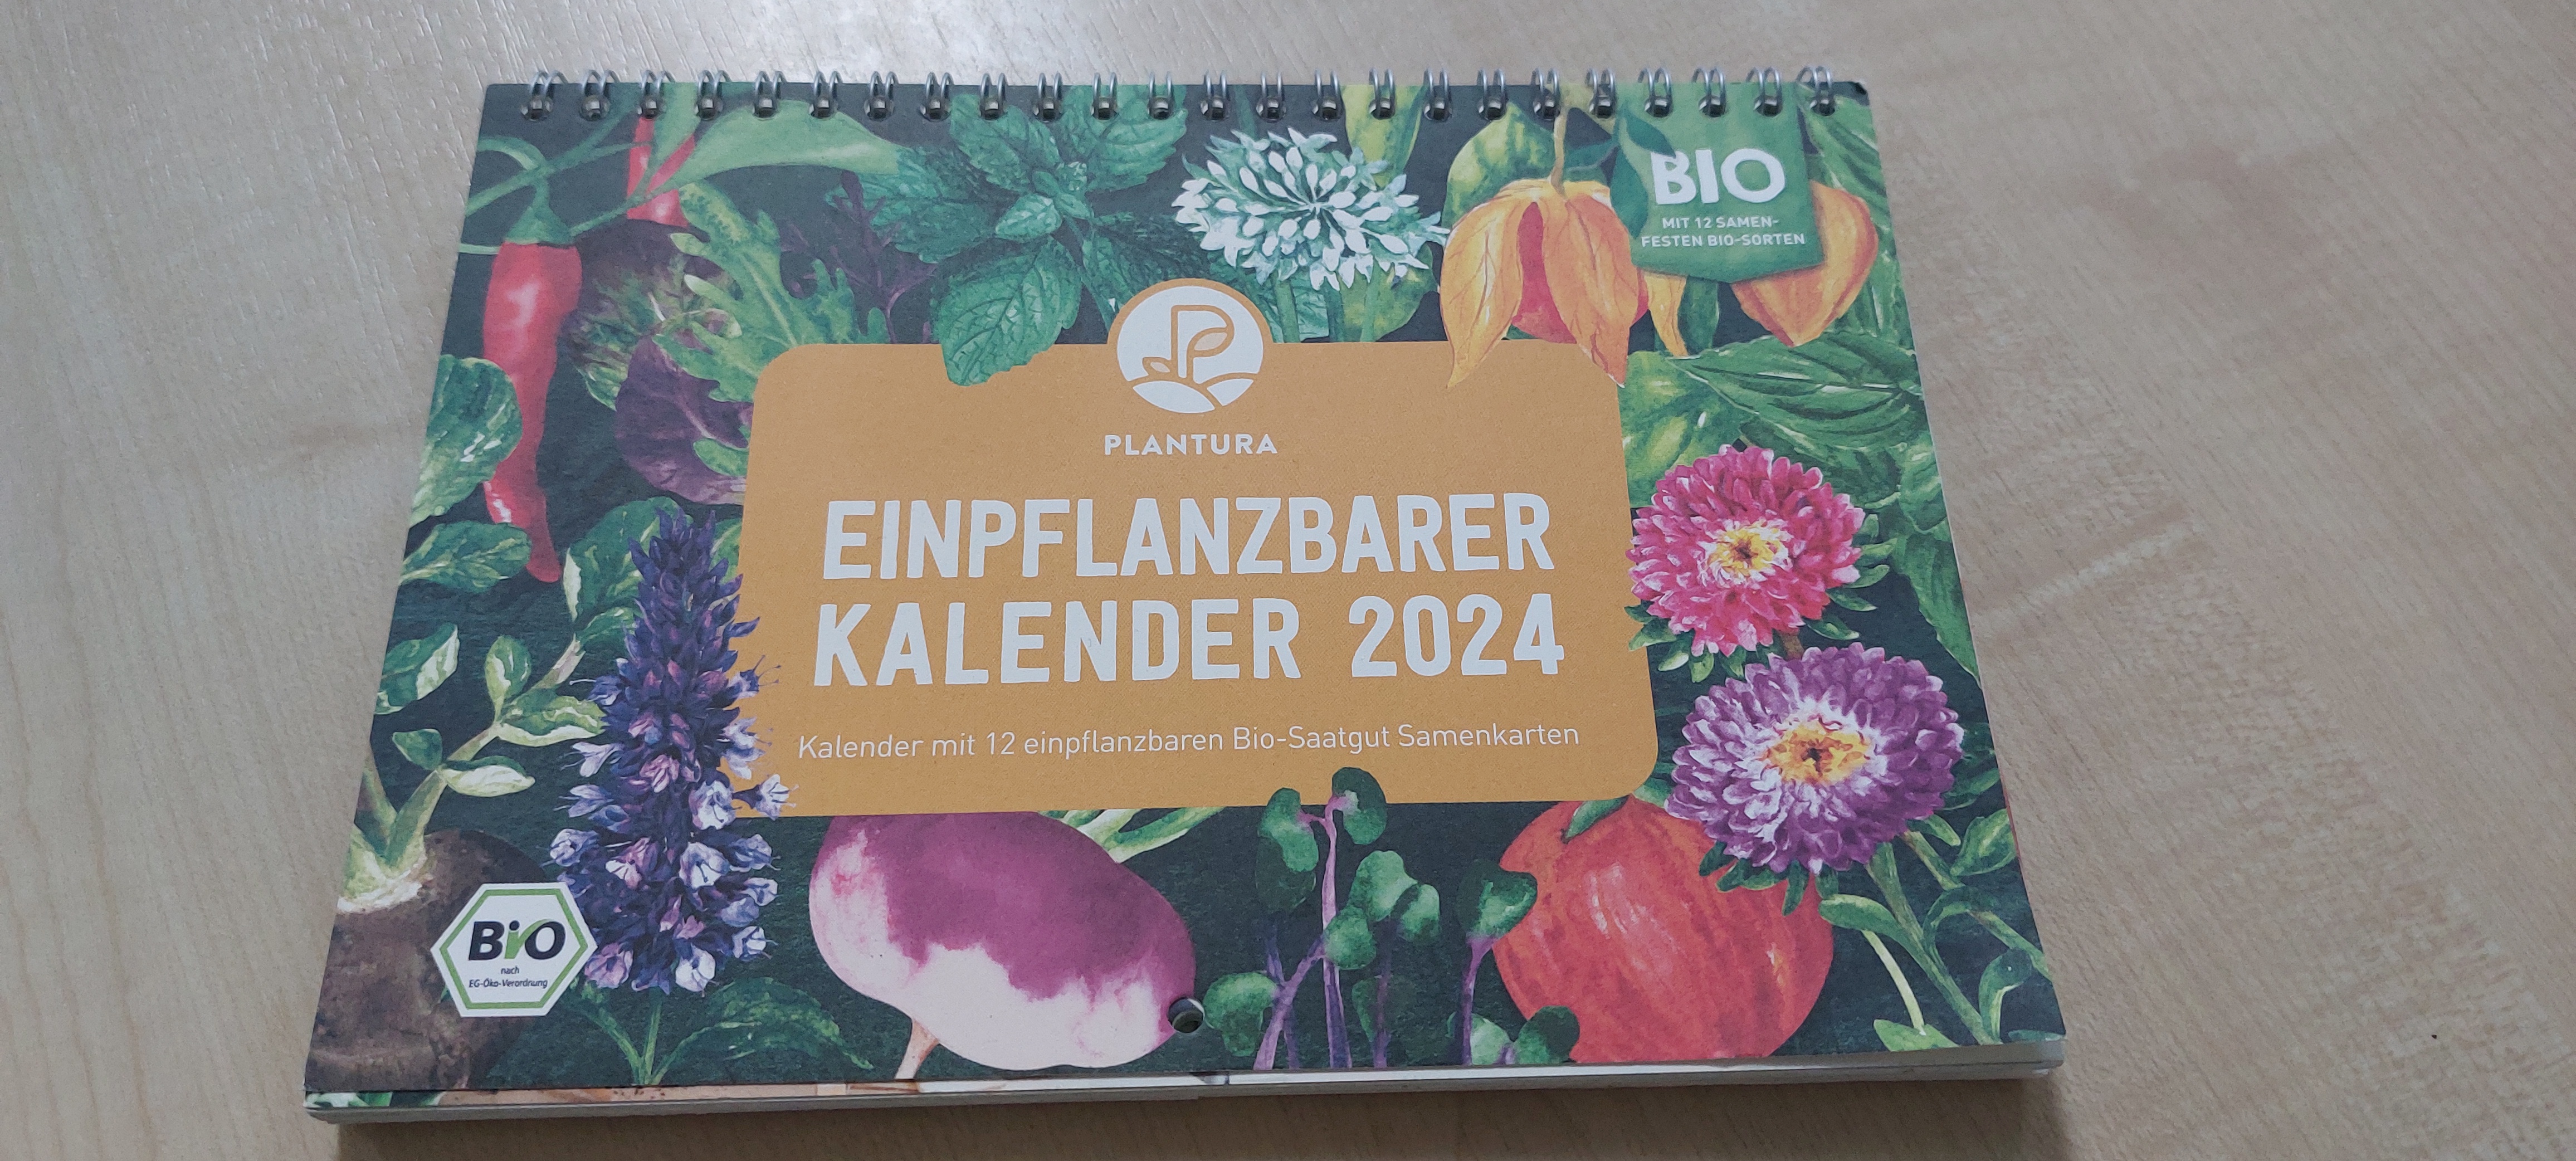 BIO
MIT 12 SAMEN-
FESTEN BIO-SORTEN
PLANTURA
EINPFLANZBARER
KALENDER 2024
Kalender mit 12 einpflanzbaren Bio-Saatgut Samenkarten
BiO
nach
EG-Öko-Verordnung